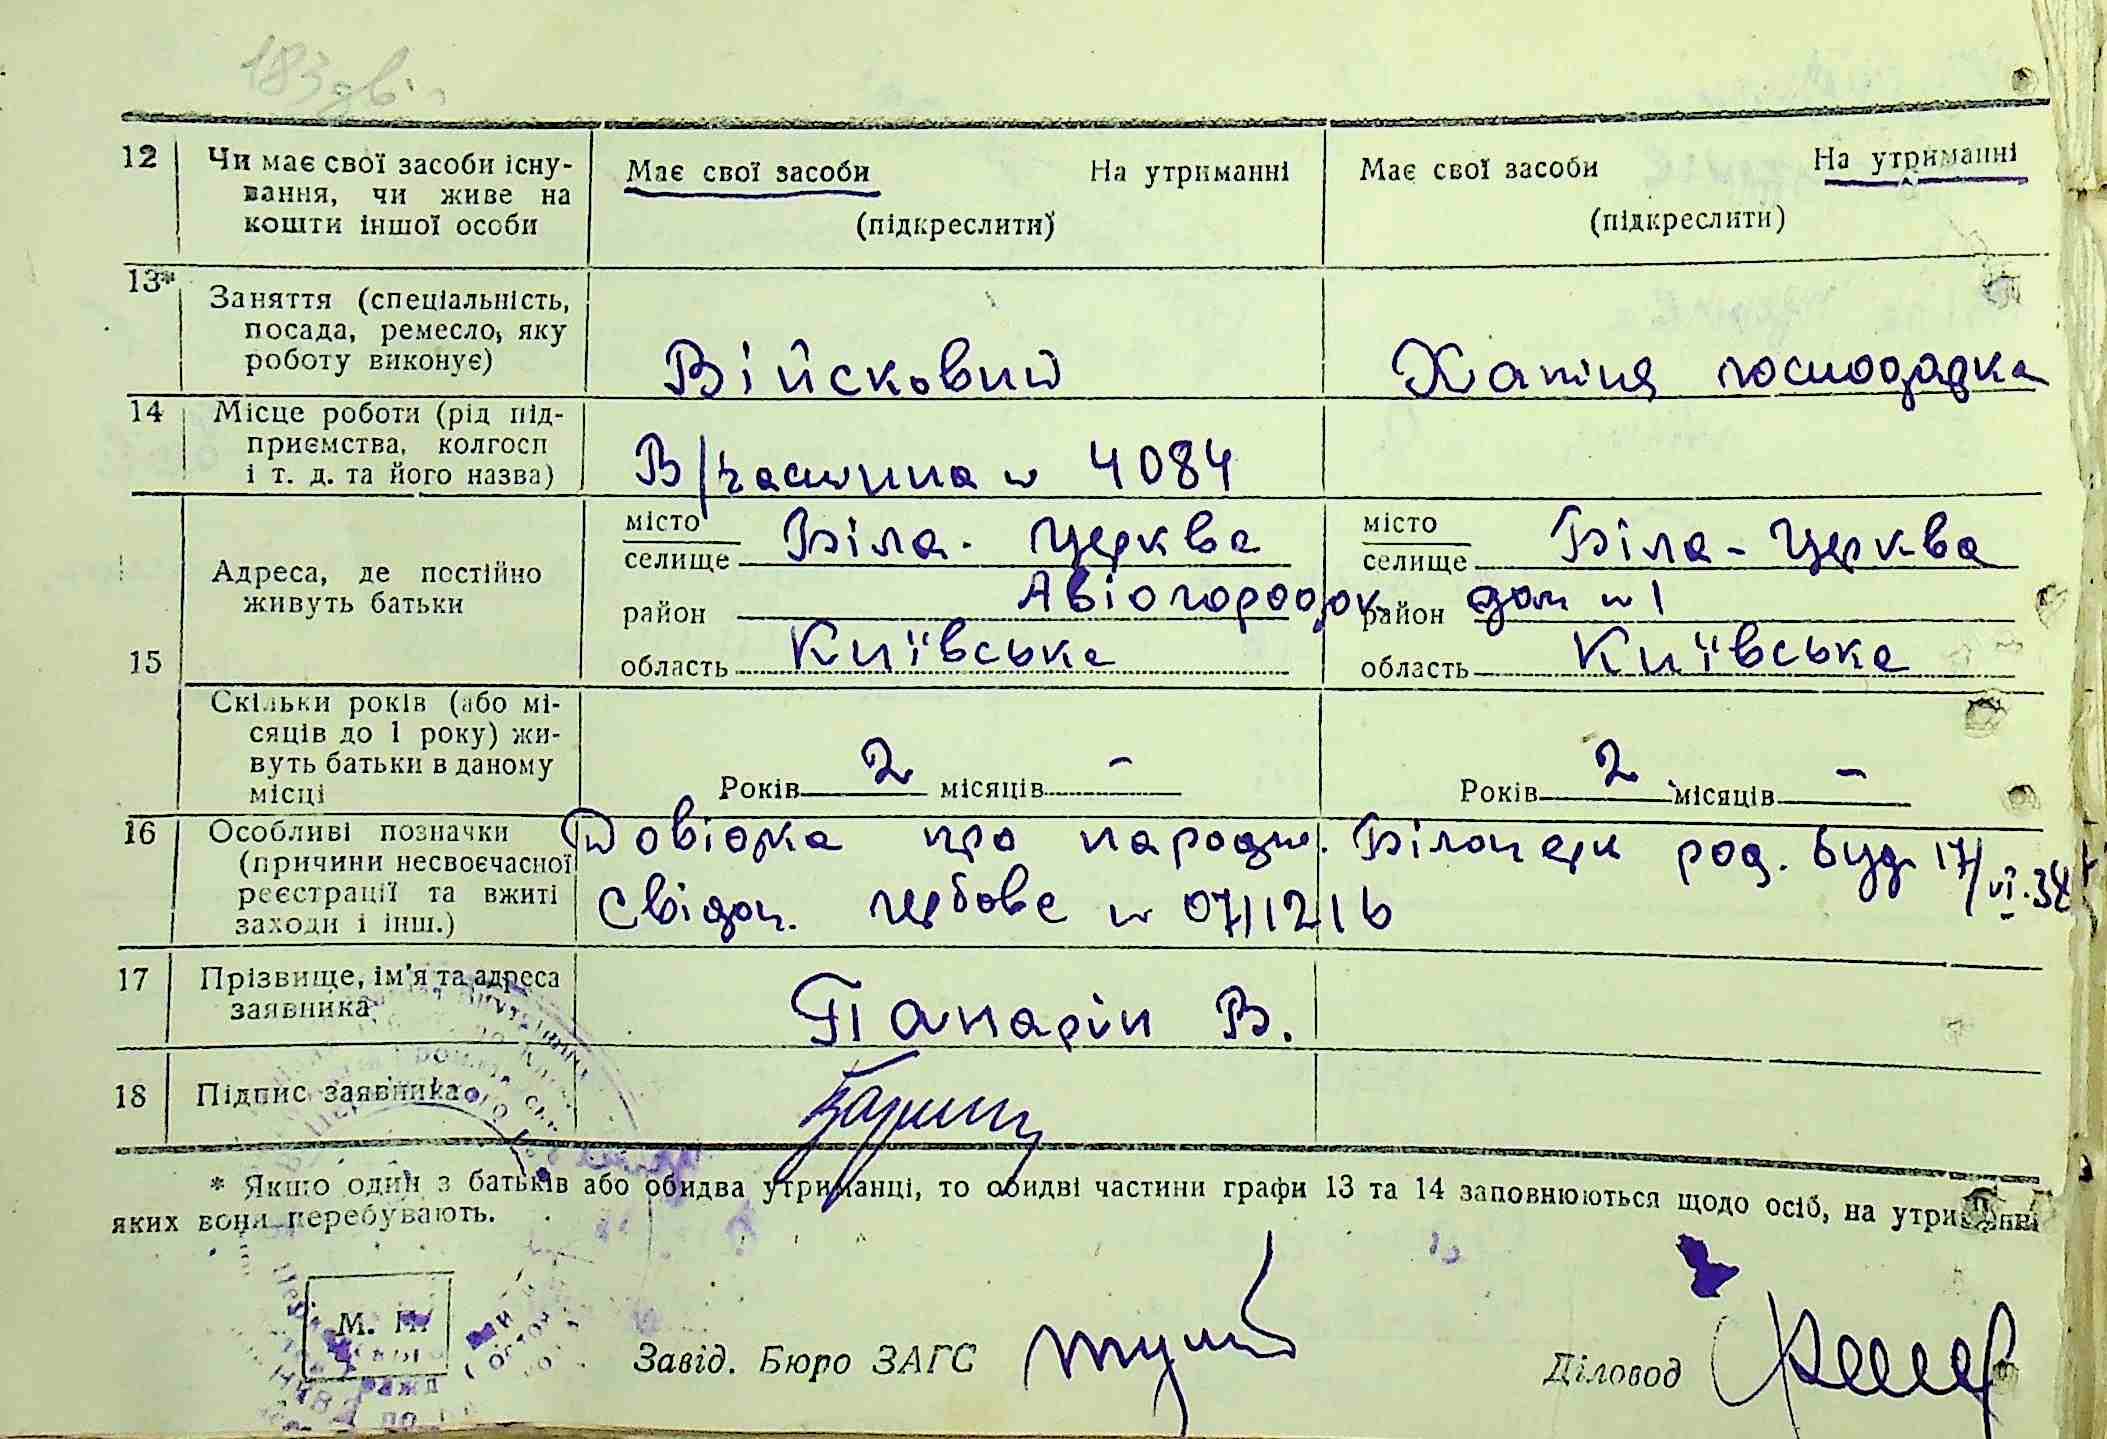 12 Чи має свої засоби існу-
вання, чи живе на
кошти іншої особи
Має свої засоби На утриманні
(підкреслити)
Має свої засоби На утриманні
(підкреслити)
13* Заняття (спеціальність,
посада, ремесло, яку
роботу виконує)
Війсковий
Хатіня господарка
14 Місце роботи (рід під-
приємства, колгосп
і т. д. та його назва)
В/частина № 4084
15 Адреса, де постійно
живуть батьки
місто
селище Біла-Церква
район Авіогородок дом № 1
область Київська
місто
селище Біла-Церква
район
область Київська
Скільки років (або мі-
сяців до 1 року) жи-
вуть батьки в даному
місці
Років 2 місяців —
Років 2 місяців —
16 Особливі позначки
(причини несвоєчасної
реєстрації та вжиті
заходи і інш.)
Довідка про народж. Білоцерк род. буд. 17/VI.
Свідоц. 071216
17 Прізвище, ім'я та адреса
заявника
Панарін В.
18 Підпис заявника
* Якщо один з батьків або обидва утриманці, то обидві частини графи 13 та 14 заповнюються щодо осіб, на утриманні
яких вони перебувають.
М. П.
Завід. Бюро ЗАГС
Діловод